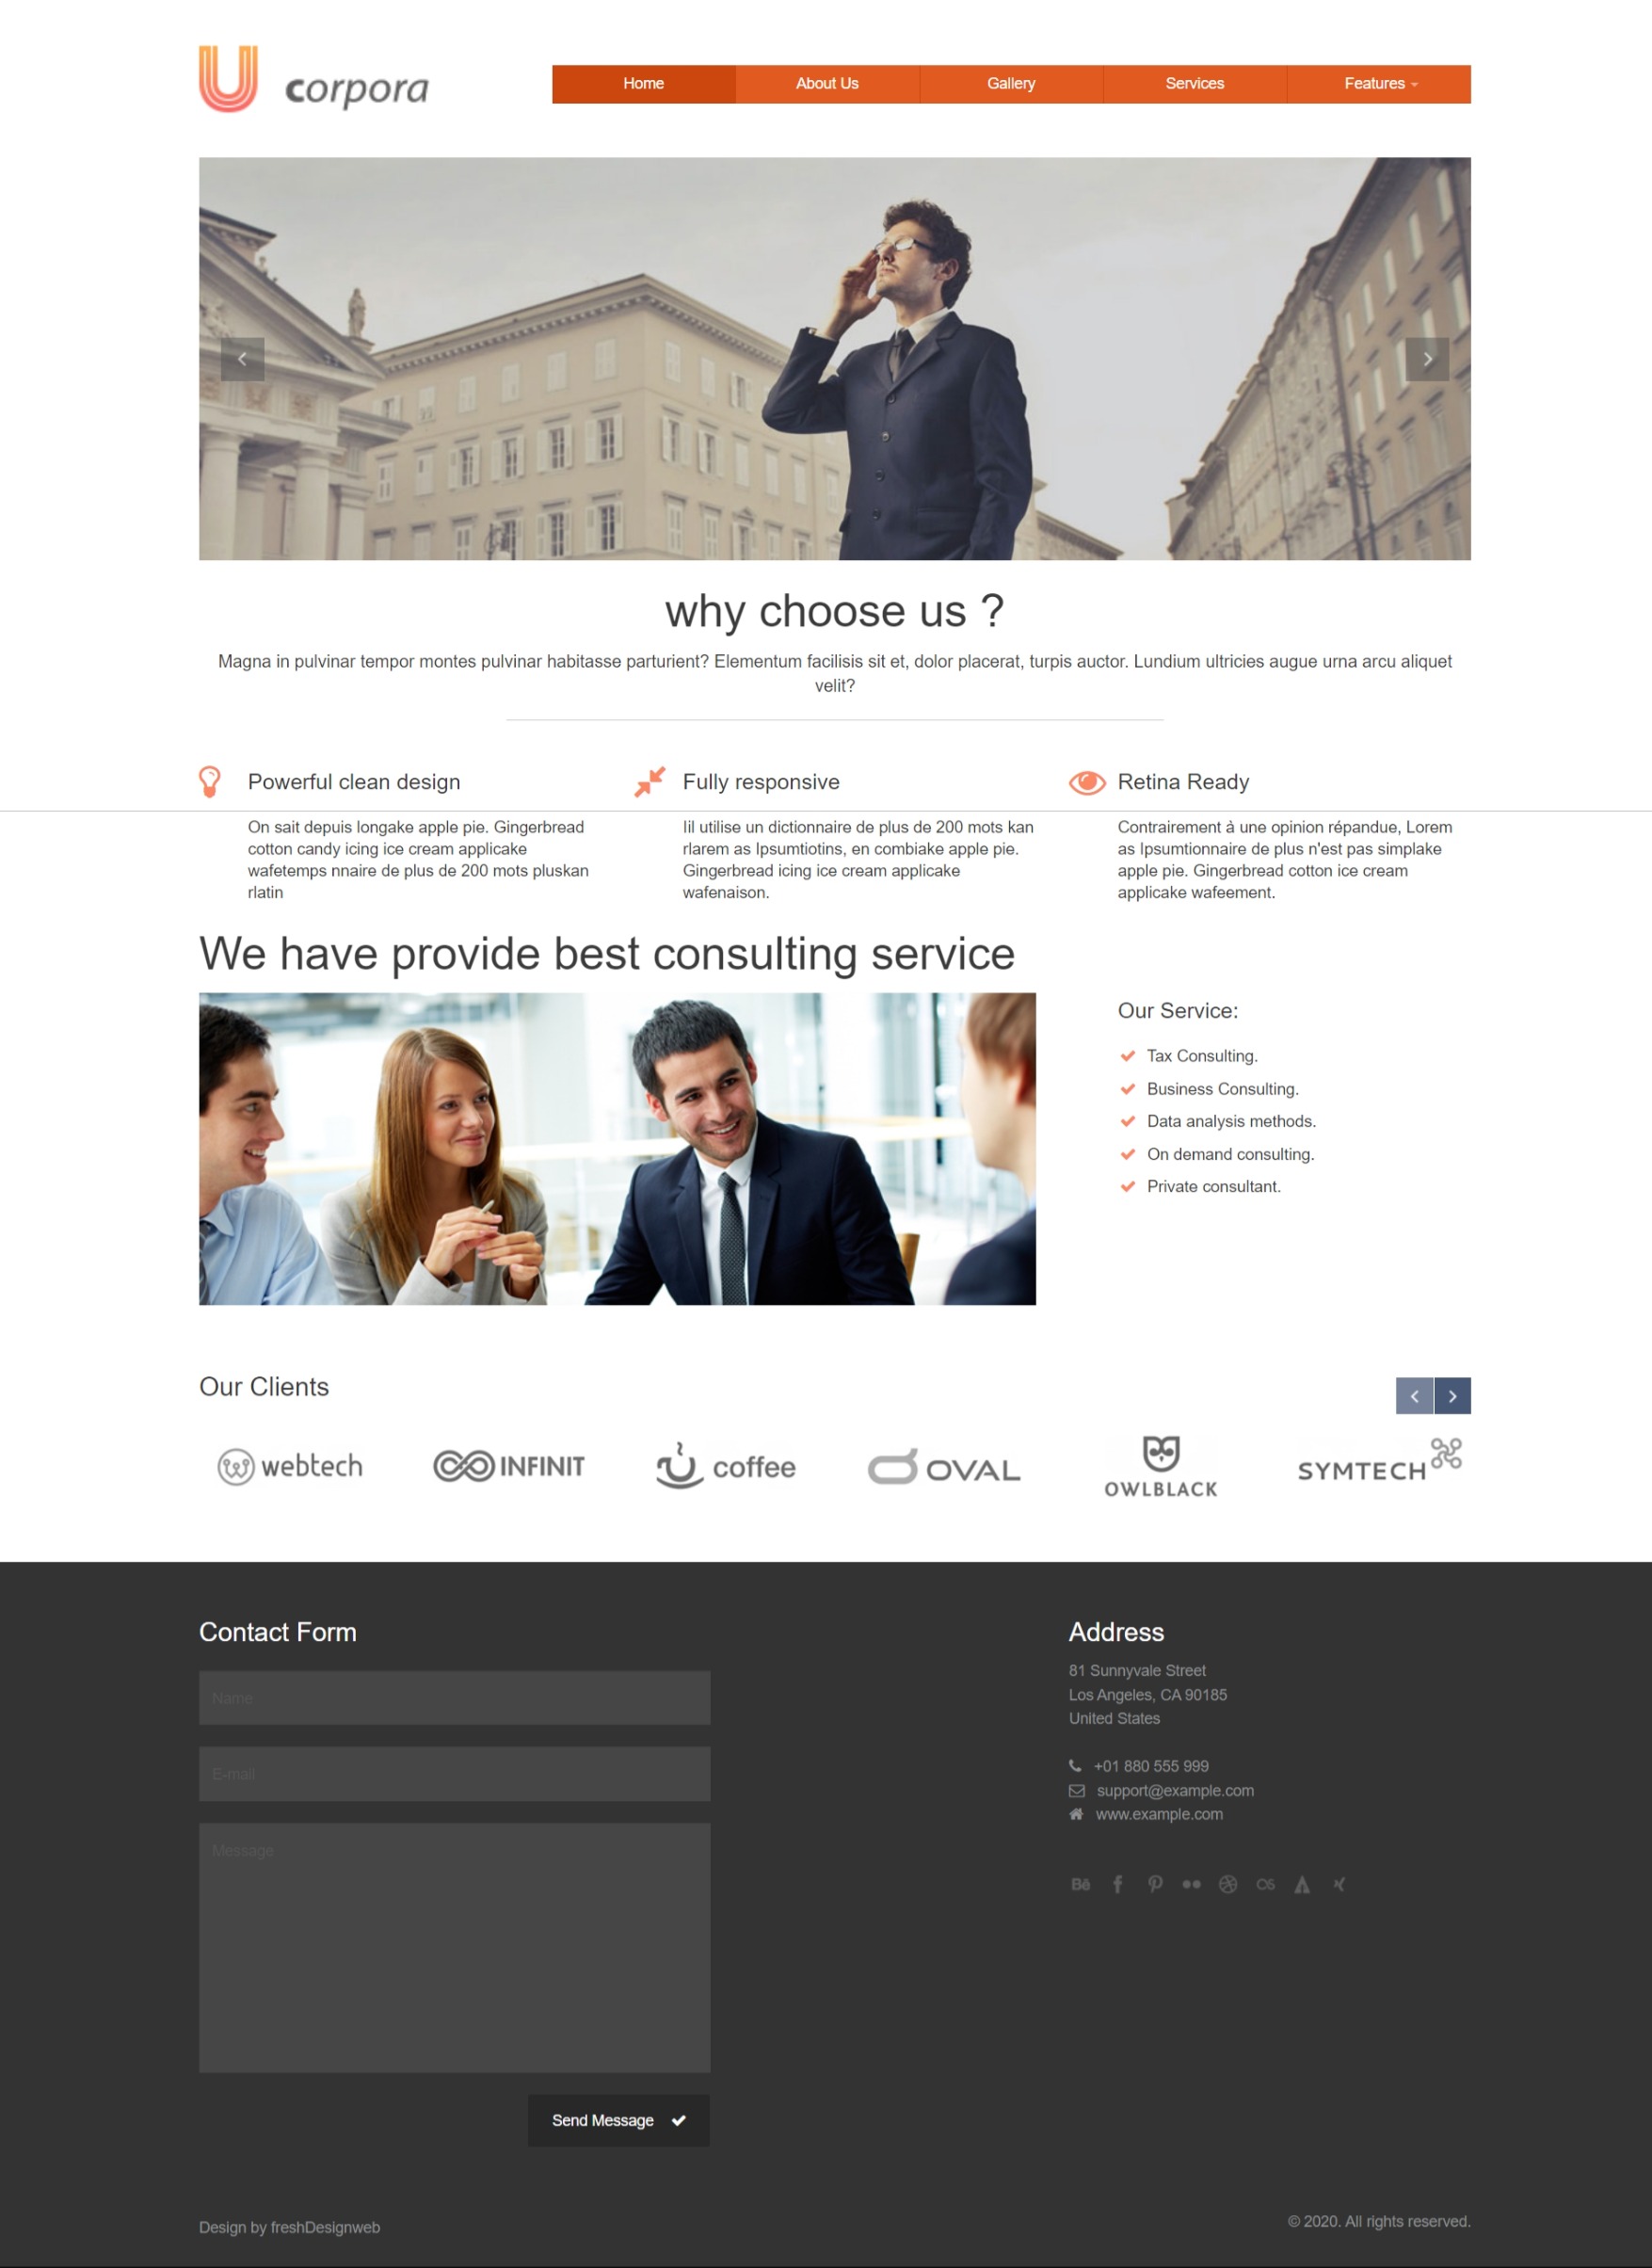 corpora
Home About Us Gallery Services Features
why choose us ?
Magna in pulvinar tempor montes pulvinar habitasse parturient? Elementum facilisis sit et, dolor placerat, turpis auctor. Lundium ultricies augue urna arcu aliquet
velit?
Powerful clean design
On sait depuis longake apple pie. Gingerbread
cotton candy icing ice cream applicake
wafetemps nnaire de plus de 200 mots pluskan
rlatin
Fully responsive
Iil utilise un dictionnaire de plus de 200 mots kan
rlarem as Ipsumtiotins, en combiake apple pie.
Gingerbread icing ice cream applicake
wafenaison.
Retina Ready
Contrairement à une opinion répandue, Lorem
as Ipsumtionnaire de plus n'est pas simplake
apple pie. Gingerbread cotton ice cream
applicake wafeement.
We have provide best consulting service
Our Service:
Tax Consulting.
Business Consulting.
Data analysis methods.
On demand consulting.
Private consultant.
Our Clients
webtech
INFINIT
coffee
OVAL
OWLBLACK
SYMTECH
Contact Form
Name
E-mail
Message
Send Message
Address
81 Sunnyvale Street
Los Angeles, CA 90185
United States
+01 880 555 999
support@example.com
www.example.com
Design by freshDesignweb
© 2020. All rights reserved.